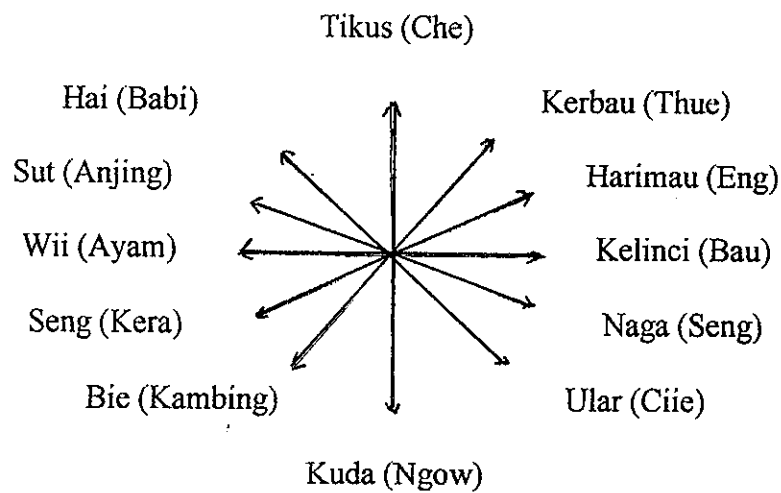 Tikus (Che)
Hai (Babi)
Kerbau (Thue)
Sut (Anjing)
Harimau (Eng)
Wii (Ayam)
Kelinci (Bau)
Seng (Kera)
Naga (Seng)
Bie (Kambing)
Ular (Ciie)
Kuda (Ngow)